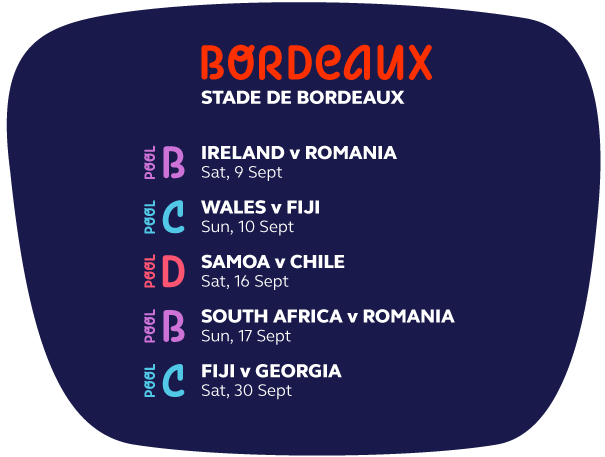 BORDEAUX
STADE DE BORDEAUX
POOL B
IRELAND v ROMANIA
Sat, 9 Sept
POOL C
WALES v FIJI
Sun, 10 Sept
POOL D
SAMOA v CHILE
Sat, 16 Sept
POOL B
SOUTH AFRICA v ROMANIA
Sun, 17 Sept
POOL C
FIJI v GEORGIA
Sat, 30 Sept